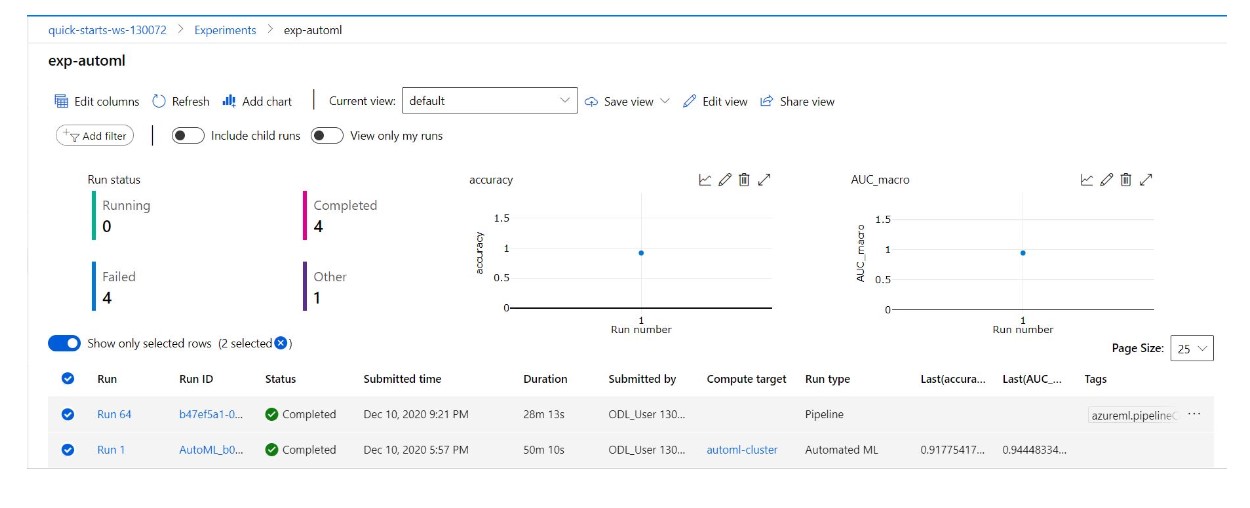 quick-starts-ws-130072 > Experiments > exp-automl
exp-automl
Edit columns Refresh Add chart Current view: default Save view Edit view Share view
Add filter Include child runs View only my runs
Run status
Running
0
Completed
4
Failed
4
Other
1
accuracy
accuracy
1.5
1
0.5
0
1
Run number
AUC_macro
AUC_macro
1.5
1
0.5
0
1
Run number
Show only selected rows (2 selected )
Page Size: 25
Run Run ID Status Submitted time Duration Submitted by Compute target Run type Last(accura... Last(AUC_... Tags
Run 64 b47ef5a1-0... Completed Dec 10, 2020 9:21 PM 28m 13s ODL_User 130... Pipeline azureml.pipelineC ...
Run 1 AutoML_b0... Completed Dec 10, 2020 5:57 PM 50m 10s ODL_User 130... automl-cluster Automated ML 0.91775417... 0.94448334...